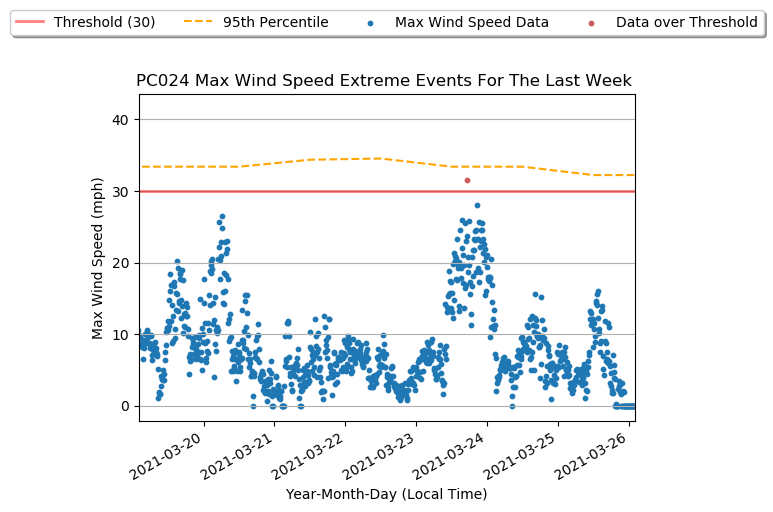 Threshold (30) 95th Percentile Max Wind Speed Data Data over Threshold
PC024 Max Wind Speed Extreme Events For The Last Week
Max Wind Speed (mph)
40
30
20
10
0
2021-03-20 2021-03-21 2021-03-22 2021-03-23 2021-03-24 2021-03-25 2021-03-26
Year-Month-Day (Local Time)